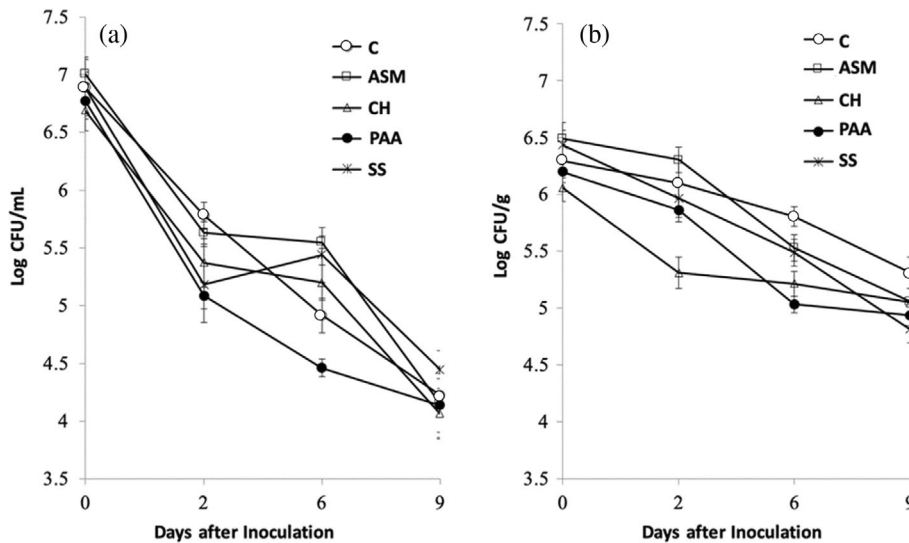 7.5
7
6.5
6
5.5
5
4.5
4
3.5
Log CFU/mL
(a)
C
ASM
CH
PAA
SS
0
2
6
9
Days after Inoculation
7.5
7
6.5
6
5.5
5
4.5
4
3.5
Log CFU/g
(b)
C
ASM
CH
PAA
SS
0
2
6
9
Days after Inoculation